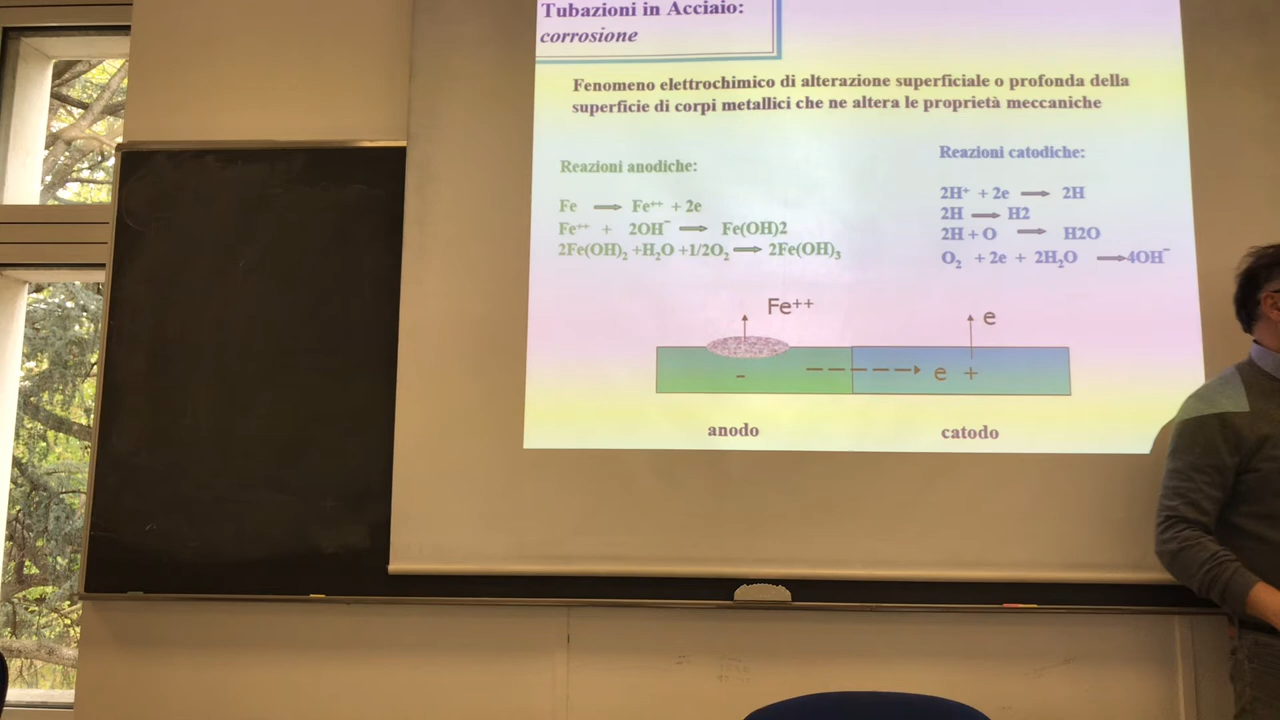 Tubazioni in Acciaio:
corrosione
Fenomeno elettrochimico di alterazione superficiale o profonda della
superficie di corpi metallici che ne altera le proprietà meccaniche
Reazioni anodiche:
Fe → Fe⁺⁺ + 2e
Fe⁺⁺ + 2OH⁻ → Fe(OH)2
2Fe(OH)₂ +H₂O +1/2O₂ → 2Fe(OH)₃
Reazioni catodiche:
2H⁺ + 2e → 2H
2H → H2
2H + O → H2O
O₂ + 2e + 2H₂O → 4OH⁻
Fe⁺⁺
e
- e +
anodo catodo